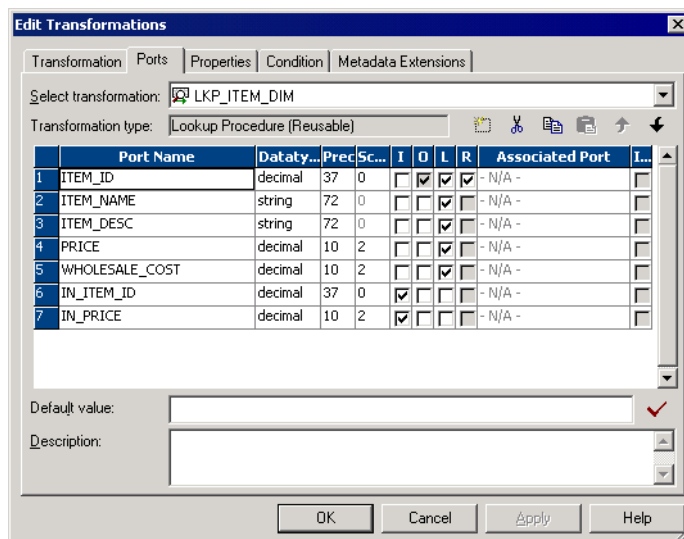 Edit Transformations
Transformation Ports Properties Condition Metadata Extensions
Select transformation: LKP_ITEM_DIM
Transformation type: Lookup Procedure (Reusable)
Port Name Dataty... Prec Sc... I O L R Associated Port I...
1 ITEM_ID decimal 37 0 - N/A -
2 ITEM_NAME string 72 0 - N/A -
3 ITEM_DESC string 72 0 - N/A -
4 PRICE decimal 10 2 - N/A -
5 WHOLESALE_COST decimal 10 2 - N/A -
6 IN_ITEM_ID decimal 37 0 - N/A -
7 IN_PRICE decimal 10 2 - N/A -
Default value:
Description:
OK Cancel Apply Help